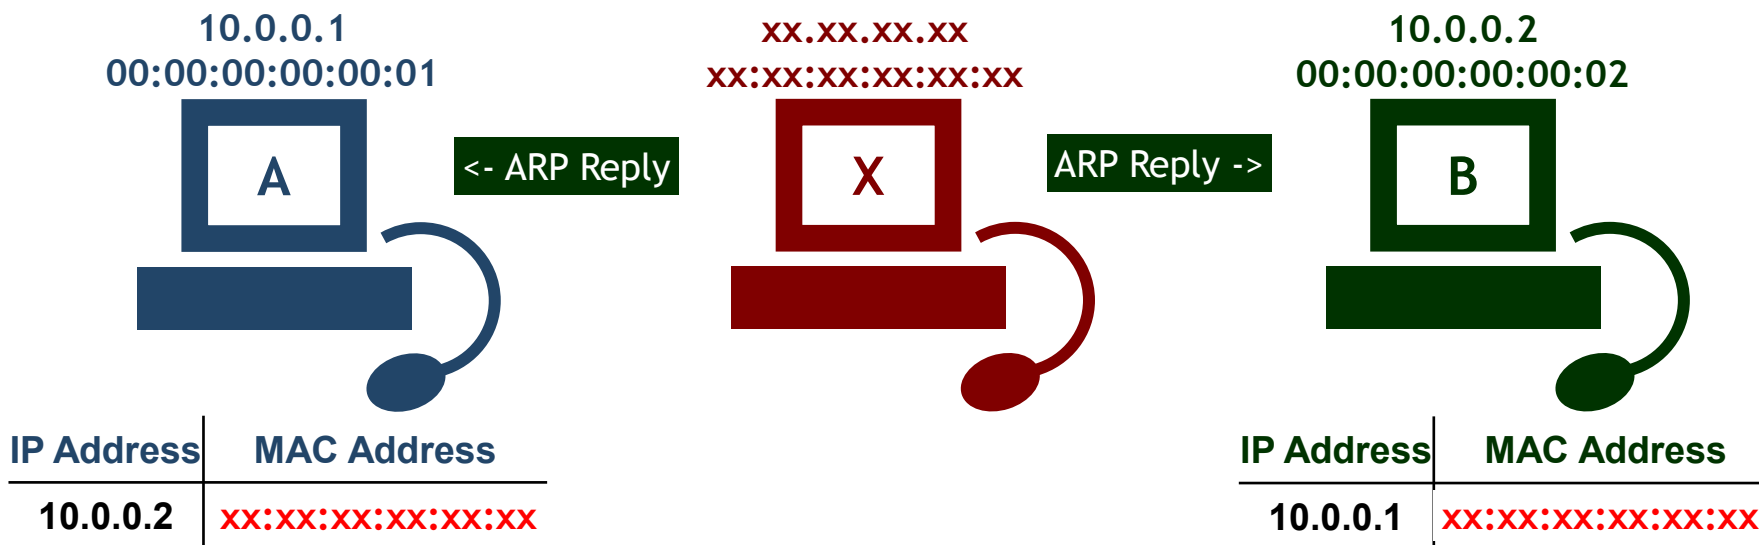 10.0.0.1
00:00:00:00:00:01
A
xx.xx.xx.xx
xx:xx:xx:xx:xx:xx
X
10.0.0.2
00:00:00:00:00:02
B
<- ARP Reply
ARP Reply ->
IP Address MAC Address
10.0.0.2 xx:xx:xx:xx:xx:xx
IP Address MAC Address
10.0.0.1 xx:xx:xx:xx:xx:xx